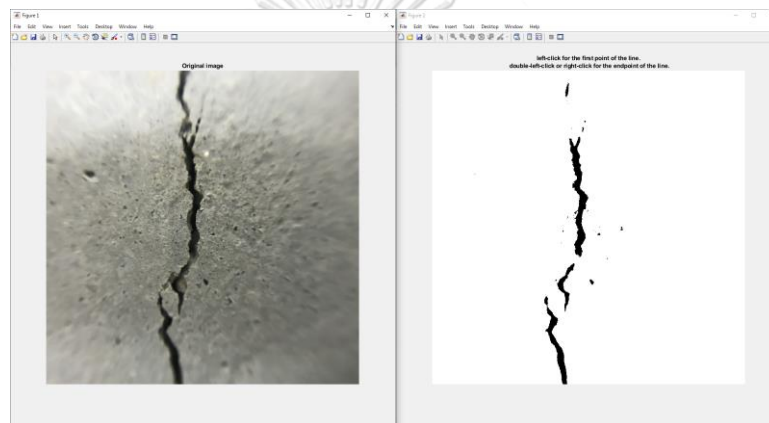 Figure 1
File Edit View Insert Tools Desktop Window Help
Original image
Figure 2
File Edit View Insert Tools Desktop Window Help
left-click for the first point of the line.
double-left-click or right-click for the endpoint of the line.